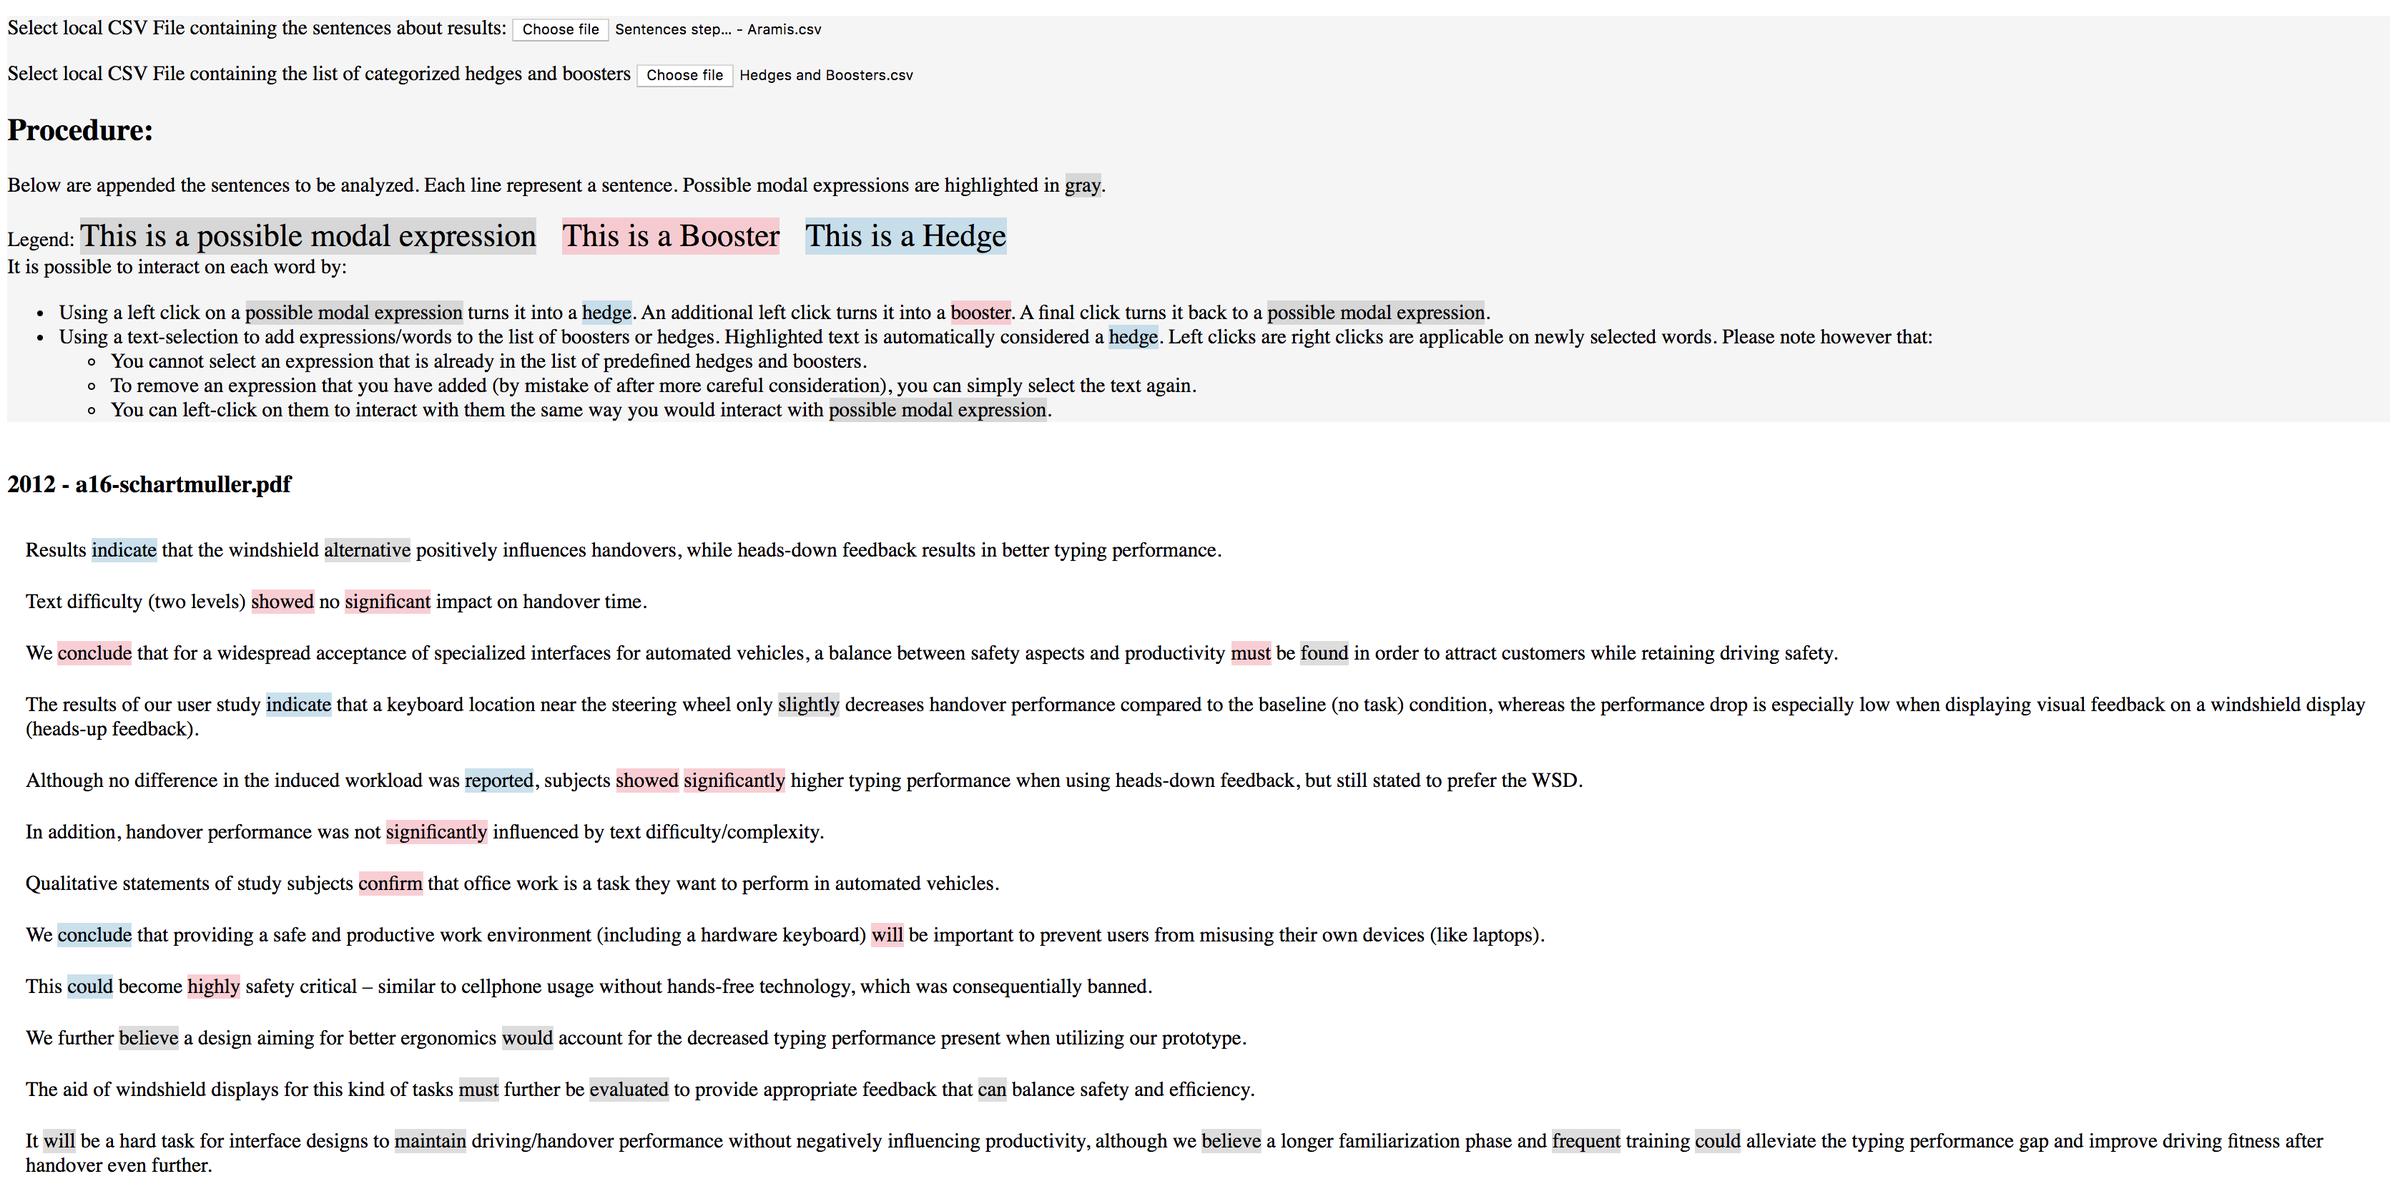 Select local CSV File containing the sentences about results: Choose file Sentences step... - Aramis.csv
Select local CSV File containing the list of categorized hedges and boosters Choose file Hedges and Boosters.csv
Procedure:
Below are appended the sentences to be analyzed. Each line represent a sentence. Possible modal expressions are highlighted in gray.
Legend: This is a possible modal expression This is a Booster This is a Hedge
It is possible to interact on each word by:
• Using a left click on a possible modal expression turns it into a hedge. An additional left click turns it into a booster. A final click turns it back to a possible modal expression.
• Using a text-selection to add expressions/words to the list of boosters or hedges. Highlighted text is automatically considered a hedge. Left clicks are right clicks are applicable on newly selected words. Please note however that:
◦ You cannot select an expression that is already in the list of predefined hedges and boosters.
◦ To remove an expression that you have added (by mistake of after more careful consideration), you can simply select the text again.
◦ You can left-click on them to interact with them the same way you would interact with possible modal expression.
2012 - a16-schartmuller.pdf
Results indicate that the windshield alternative positively influences handovers, while heads-down feedback results in better typing performance.
Text difficulty (two levels) showed no significant impact on handover time.
We conclude that for a widespread acceptance of specialized interfaces for automated vehicles, a balance between safety aspects and productivity must be found in order to attract customers while retaining driving safety.
The results of our user study indicate that a keyboard location near the steering wheel only slightly decreases handover performance compared to the baseline (no task) condition, whereas the performance drop is especially low when displaying visual feedback on a windshield display
(heads-up feedback).
Although no difference in the induced workload was reported, subjects showed significantly higher typing performance when using heads-down feedback, but still stated to prefer the WSD.
In addition, handover performance was not significantly influenced by text difficulty/complexity.
Qualitative statements of study subjects confirm that office work is a task they want to perform in automated vehicles.
We conclude that providing a safe and productive work environment (including a hardware keyboard) will be important to prevent users from misusing their own devices (like laptops).
This could become highly safety critical – similar to cellphone usage without hands-free technology, which was consequentially banned.
We further believe a design aiming for better ergonomics would account for the decreased typing performance present when utilizing our prototype.
The aid of windshield displays for this kind of tasks must further be evaluated to provide appropriate feedback that can balance safety and efficiency.
It will be a hard task for interface designs to maintain driving/handover performance without negatively influencing productivity, although we believe a longer familiarization phase and frequent training could alleviate the typing performance gap and improve driving fitness after
handover even further.